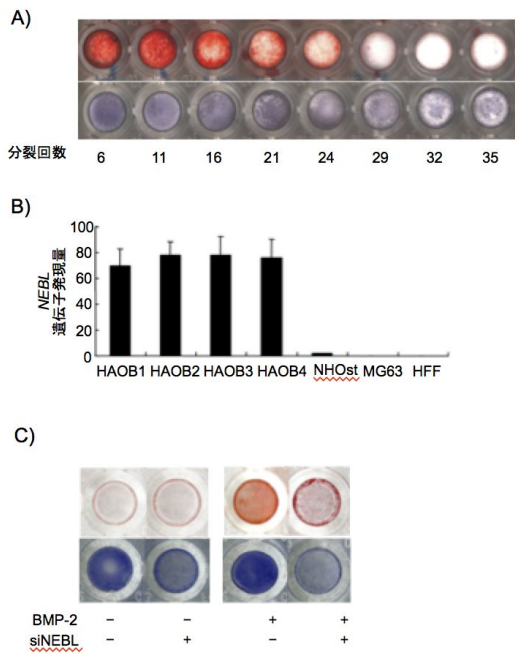 A)
分裂回数 6 11 16 21 24 29 32 35
B)
NEBL
遺伝子発現量
100
80
60
40
20
0
HAOB1 HAOB2 HAOB3 HAOB4 NHOst MG63 HFF
C)
BMP-2 – – + +
siNEBL – + – +